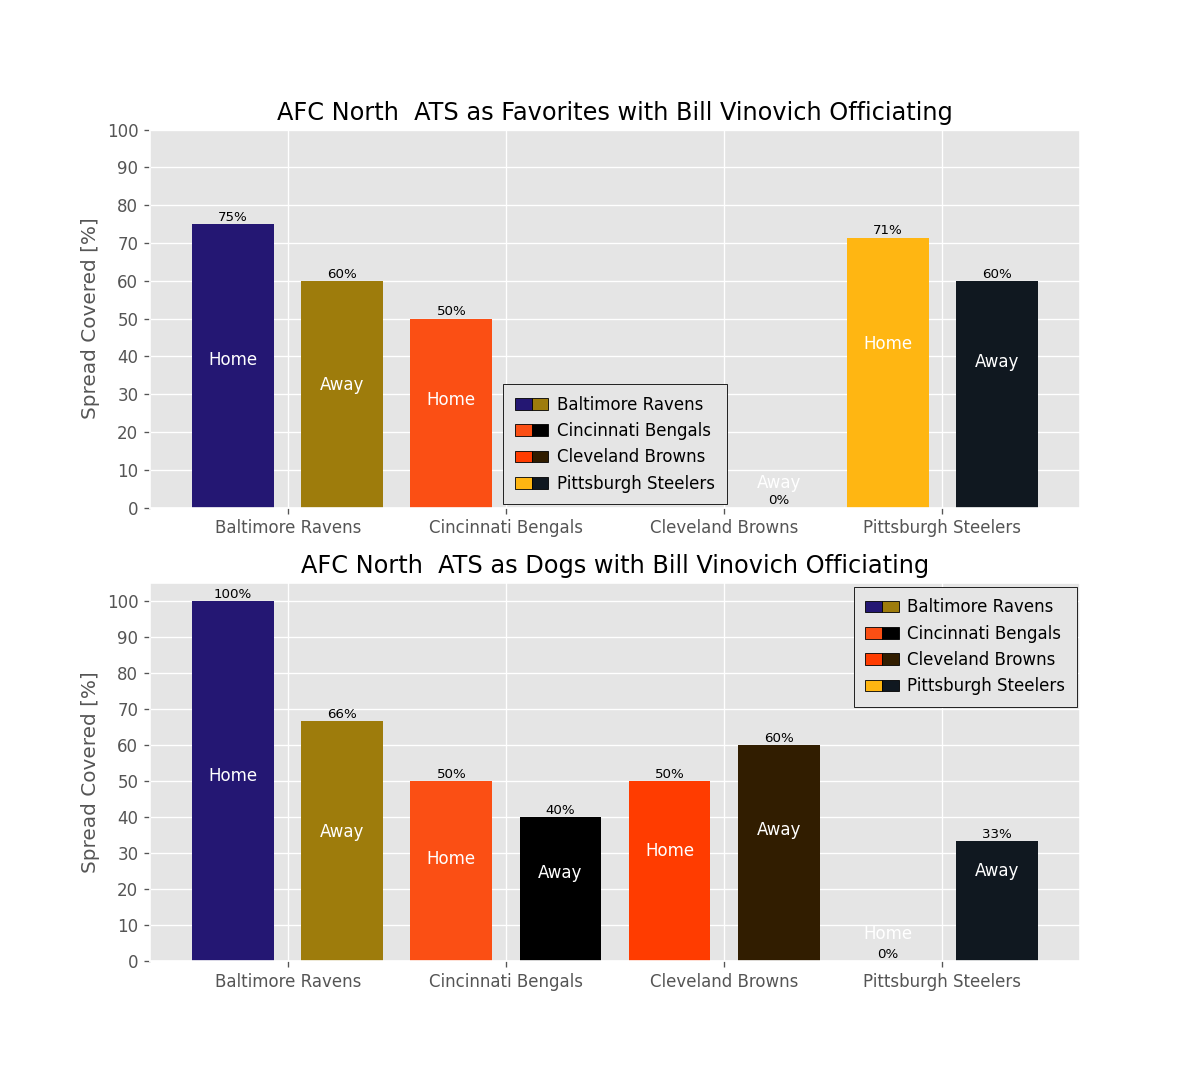 AFC North  ATS as Favorites with Bill Vinovich Officiating
Spread Covered [%]
100
90
80
70
60
50
40
30
20
10
0
75%
60%
50%
71%
60%
0%
Home
Away
Home
Away
Home
Away
Baltimore Ravens
Cincinnati Bengals
Cleveland Browns
Pittsburgh Steelers
Baltimore Ravens
Cincinnati Bengals
Cleveland Browns
Pittsburgh Steelers
AFC North  ATS as Dogs with Bill Vinovich Officiating
Spread Covered [%]
100
90
80
70
60
50
40
30
20
10
0
100%
66%
50%
40%
50%
60%
0%
33%
Home
Away
Home
Away
Home
Away
Home
Away
Baltimore Ravens
Cincinnati Bengals
Cleveland Browns
Pittsburgh Steelers
Baltimore Ravens
Cincinnati Bengals
Cleveland Browns
Pittsburgh Steelers